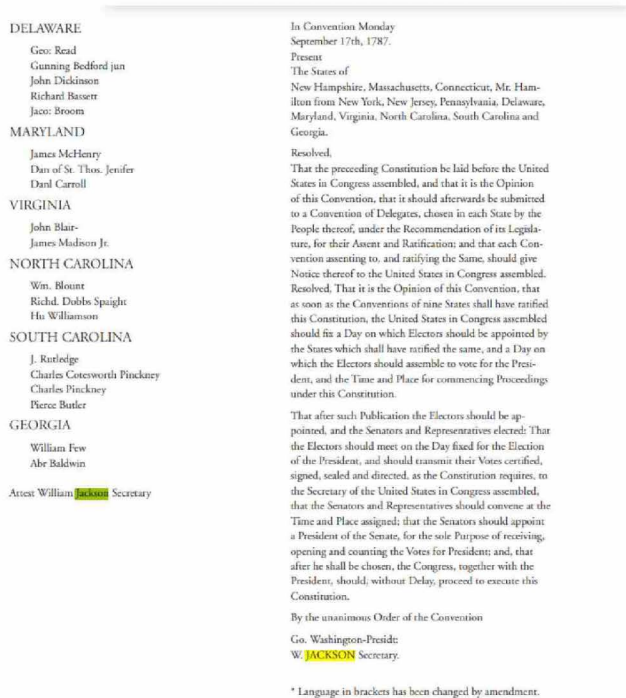 DELAWARE
Geo: Read
Gunning Bedford jun
John Dickinson
Richard Bassett
Jaco: Broom
MARYLAND
James McHenry
Dan of St. Thos. Jenifer
Danl Carroll
VIRGINIA
John Blair-
James Madison Jr.
NORTH CAROLINA
Wm. Blount
Richd. Dobbs Spaight
Hu Williamson
SOUTH CAROLINA
J. Rutledge
Charles Cotesworth Pinckney
Charles Pinckney
Pierce Butler
GEORGIA
William Few
Abr Baldwin
Attest William Jackson Secretary
In Convention Monday
September 17th, 1787.
Present
The States of
New Hampshire, Massachusetts, Connecticut, Mr. Ham-
ilton from New York, New Jersey, Pennsylvania, Delaware,
Maryland, Virginia, North Carolina, South Carolina and
Georgia.
Resolved,
That the preceeding Constitution be laid before the United
States in Congress assembled, and that it is the Opinion
of this Convention, that it should afterwards be submitted
to a Convention of Delegates, chosen in each State by the
People thereof, under the Recommendation of its Legisla-
ture, for their Assent and Ratification; and that each Con-
vention assenting to, and ratifying the Same, should give
Notice thereof to the United States in Congress assembled.
Resolved, That it is the Opinion of this Convention, that
as soon as the Conventions of nine States shall have ratified
this Constitution, the United States in Congress assembled
should fix a Day on which Electors should be appointed by
the States which shall have ratified the same, and a Day on
which the Electors should assemble to vote for the Presi-
dent, and the Time and Place for commencing Proceedings
under this Constitution.
That after such Publication the Electors should be ap-
pointed, and the Senators and Representatives elected: That
the Electors should meet on the Day fixed for the Election
of the President, and should transmit their Votes certified,
signed, sealed and directed, as the Constitution requires, to
the Secretary of the United States in Congress assembled,
that the Senators and Representatives should convene at the
Time and Place assigned; that the Senators should appoint
a President of the Senate, for the sole Purpose of receiving,
opening and counting the Votes for President; and, that
after he shall be chosen, the Congress, together with the
President, should, without Delay, proceed to execute this
Constitution.
By the unanimous Order of the Convention
Go. Washington-Presidt:
W. JACKSON Secretary.
* Language in brackets has been changed by amendment.